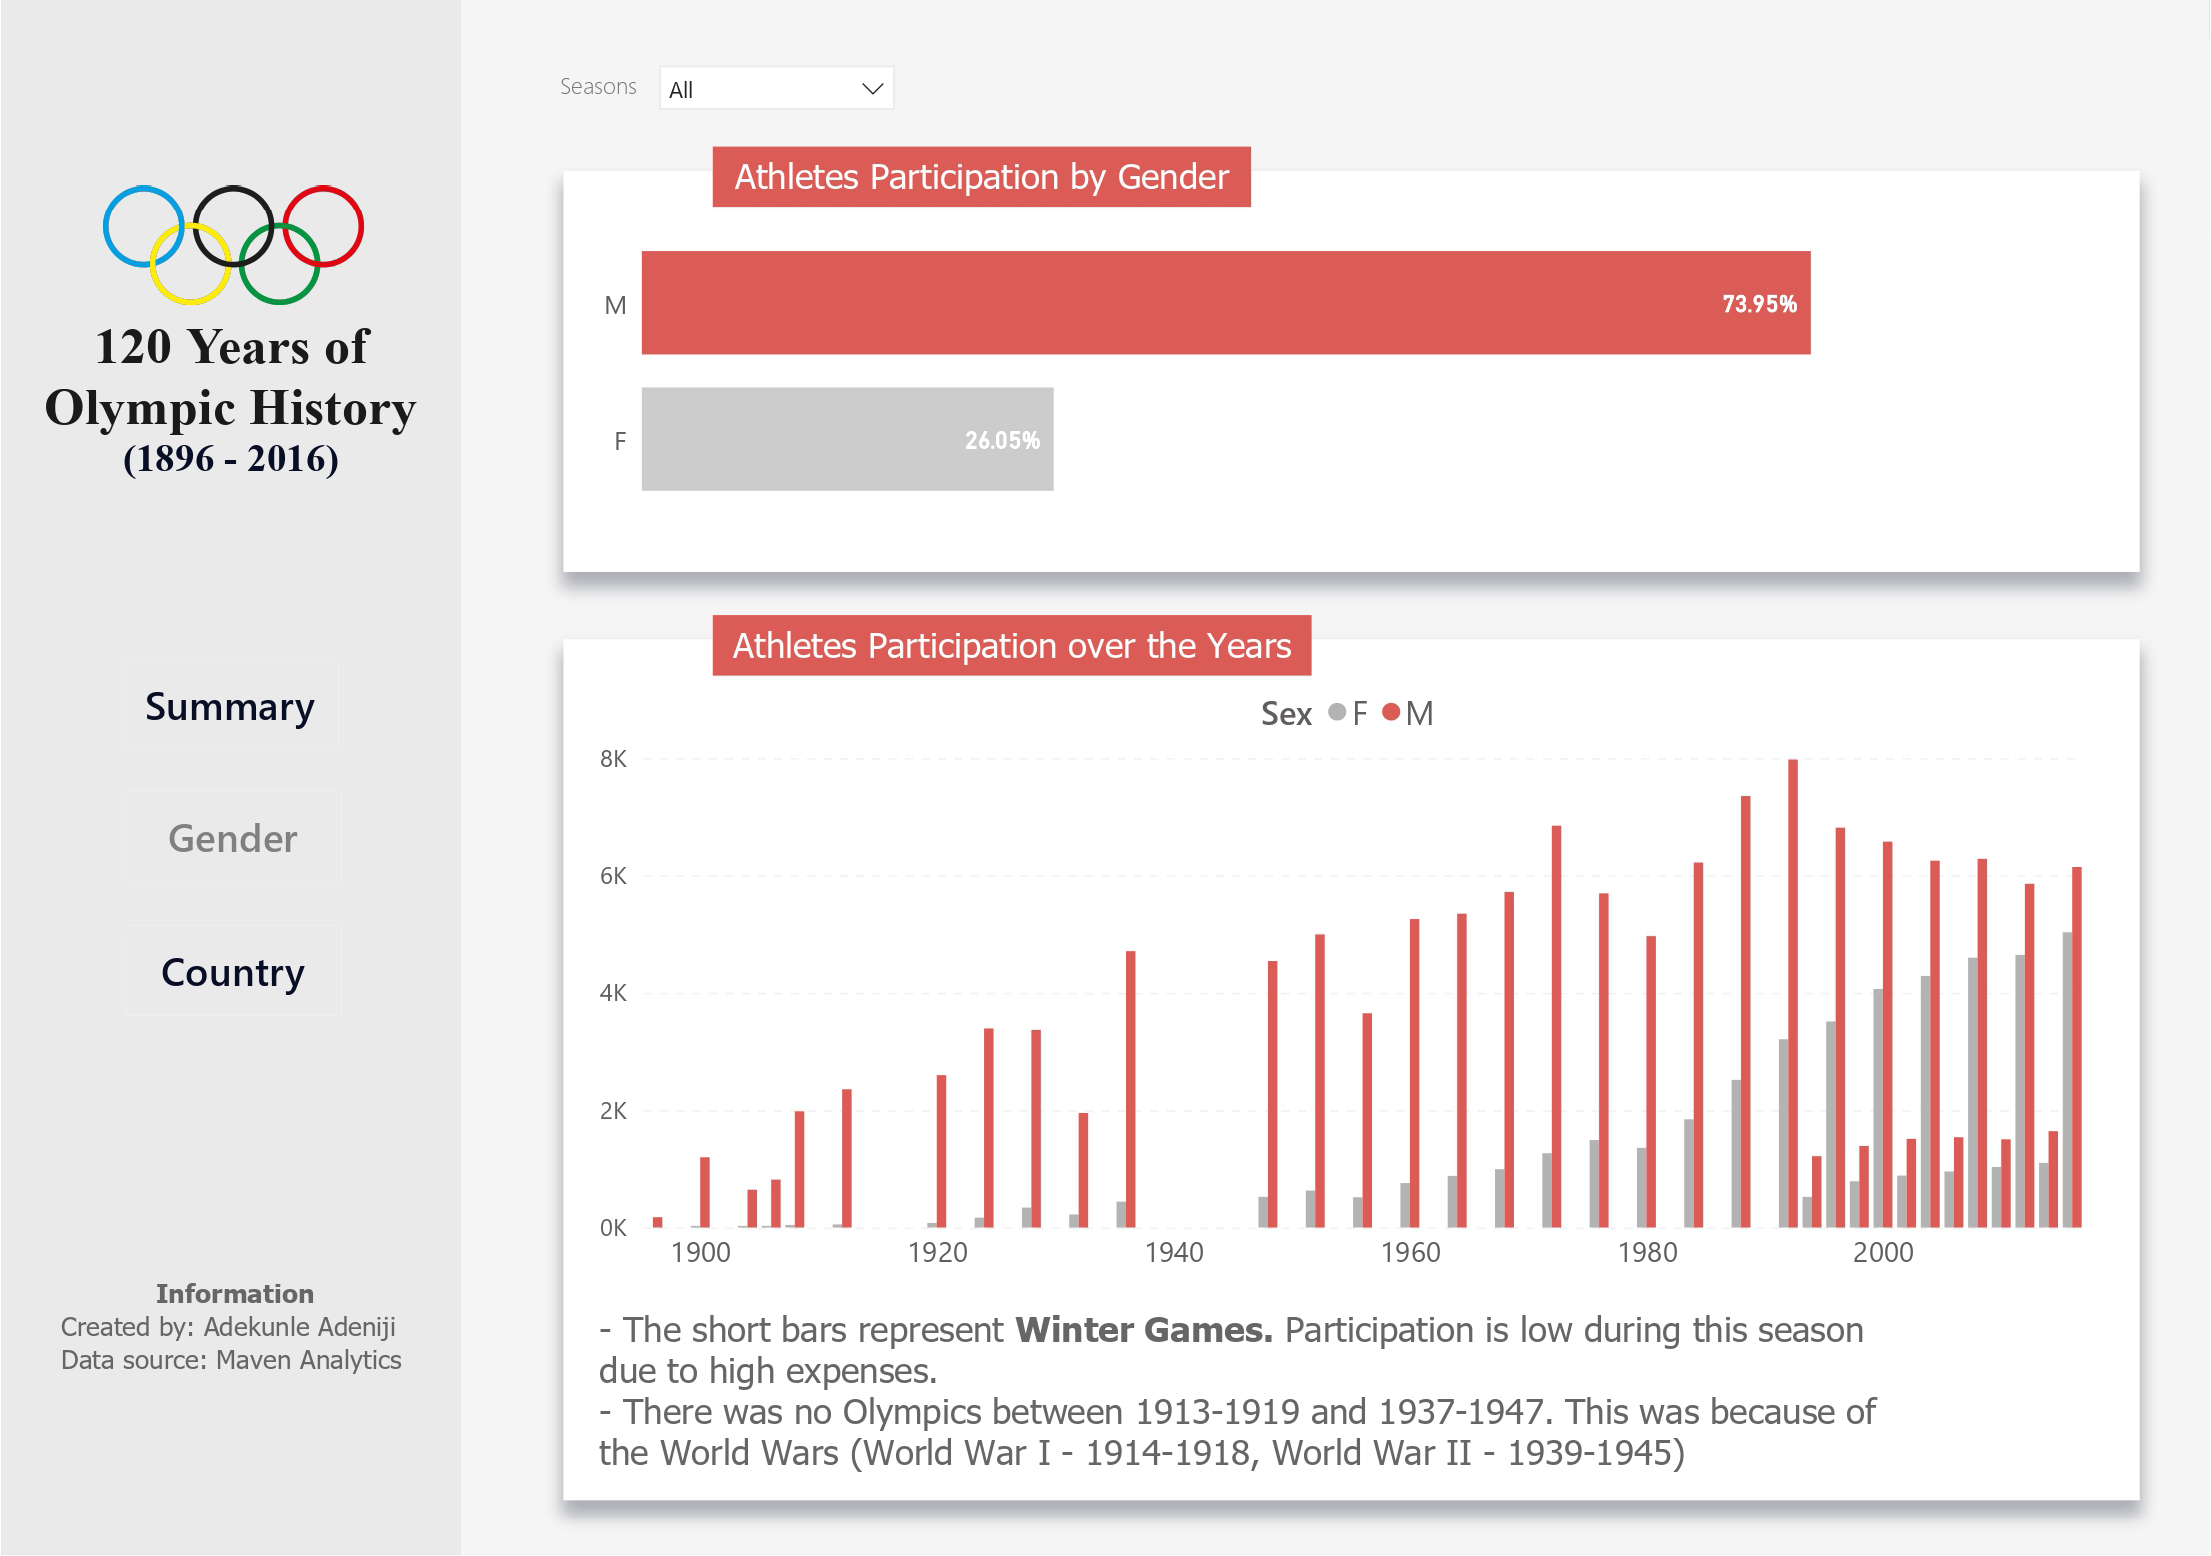 120 Years of
Olympic History
(1896 - 2016)
Summary
Gender
Country
Information
Created by: Adekunle Adeniji
Data source: Maven Analytics
Seasons All
Athletes Participation by Gender
M 73.95%
F 26.05%
Athletes Participation over the Years
Sex F M
8K
6K
4K
2K
0K
1900 1920 1940 1960 1980 2000
- The short bars represent Winter Games. Participation is low during this season
due to high expenses.
- There was no Olympics between 1913-1919 and 1937-1947. This was because of
the World Wars (World War I - 1914-1918, World War II - 1939-1945)